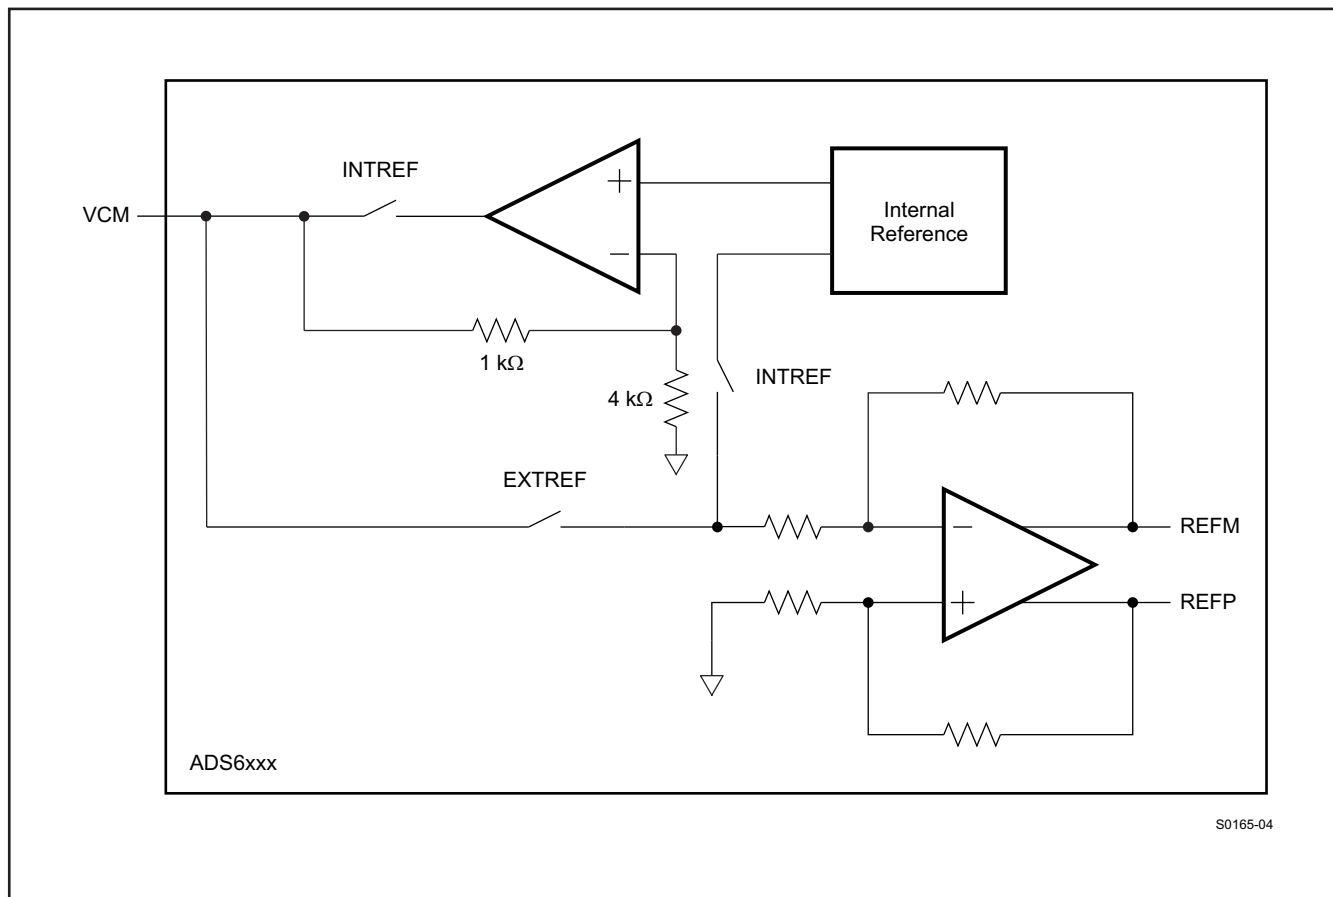 INTREF
VCM
+
−
Internal
Reference
1 kΩ
4 kΩ
INTREF
EXTREF
−
REFM
+
REFP
ADS6xxx
S0165-04